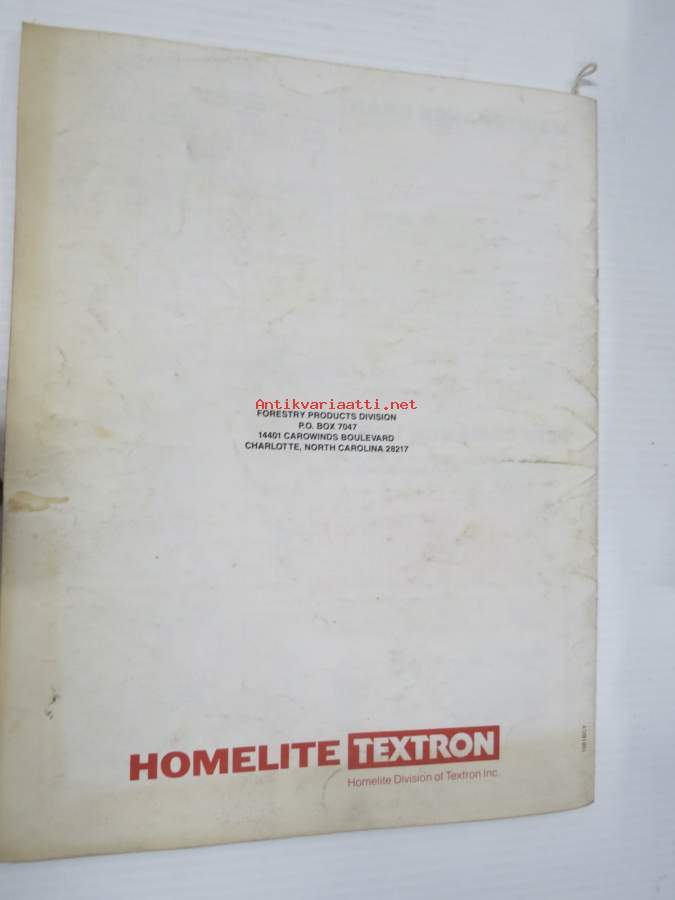 Antikvariaatti.net
FORESTRY PRODUCTS DIVISION
P.O. BOX 7047
14401 CAROWINDS BOULEVARD
CHARLOTTE, NORTH CAROLINA 28217
HOMELITE TEXTRON
Homelite Division of Textron Inc.